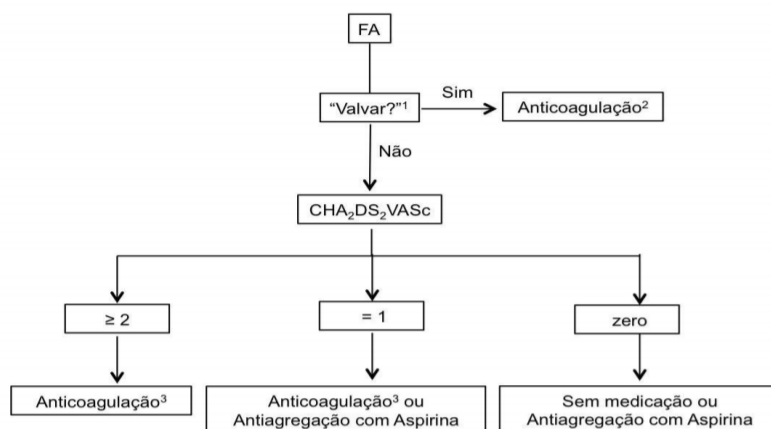 FA
“Valvar?”¹
Sim
Anticoagulação²
Não
CHA₂DS₂VASc
≥ 2
= 1
zero
Anticoagulação³
Anticoagulação³ ou
Antiagregação com Aspirina
Sem medicação ou
Antiagregação com Aspirina